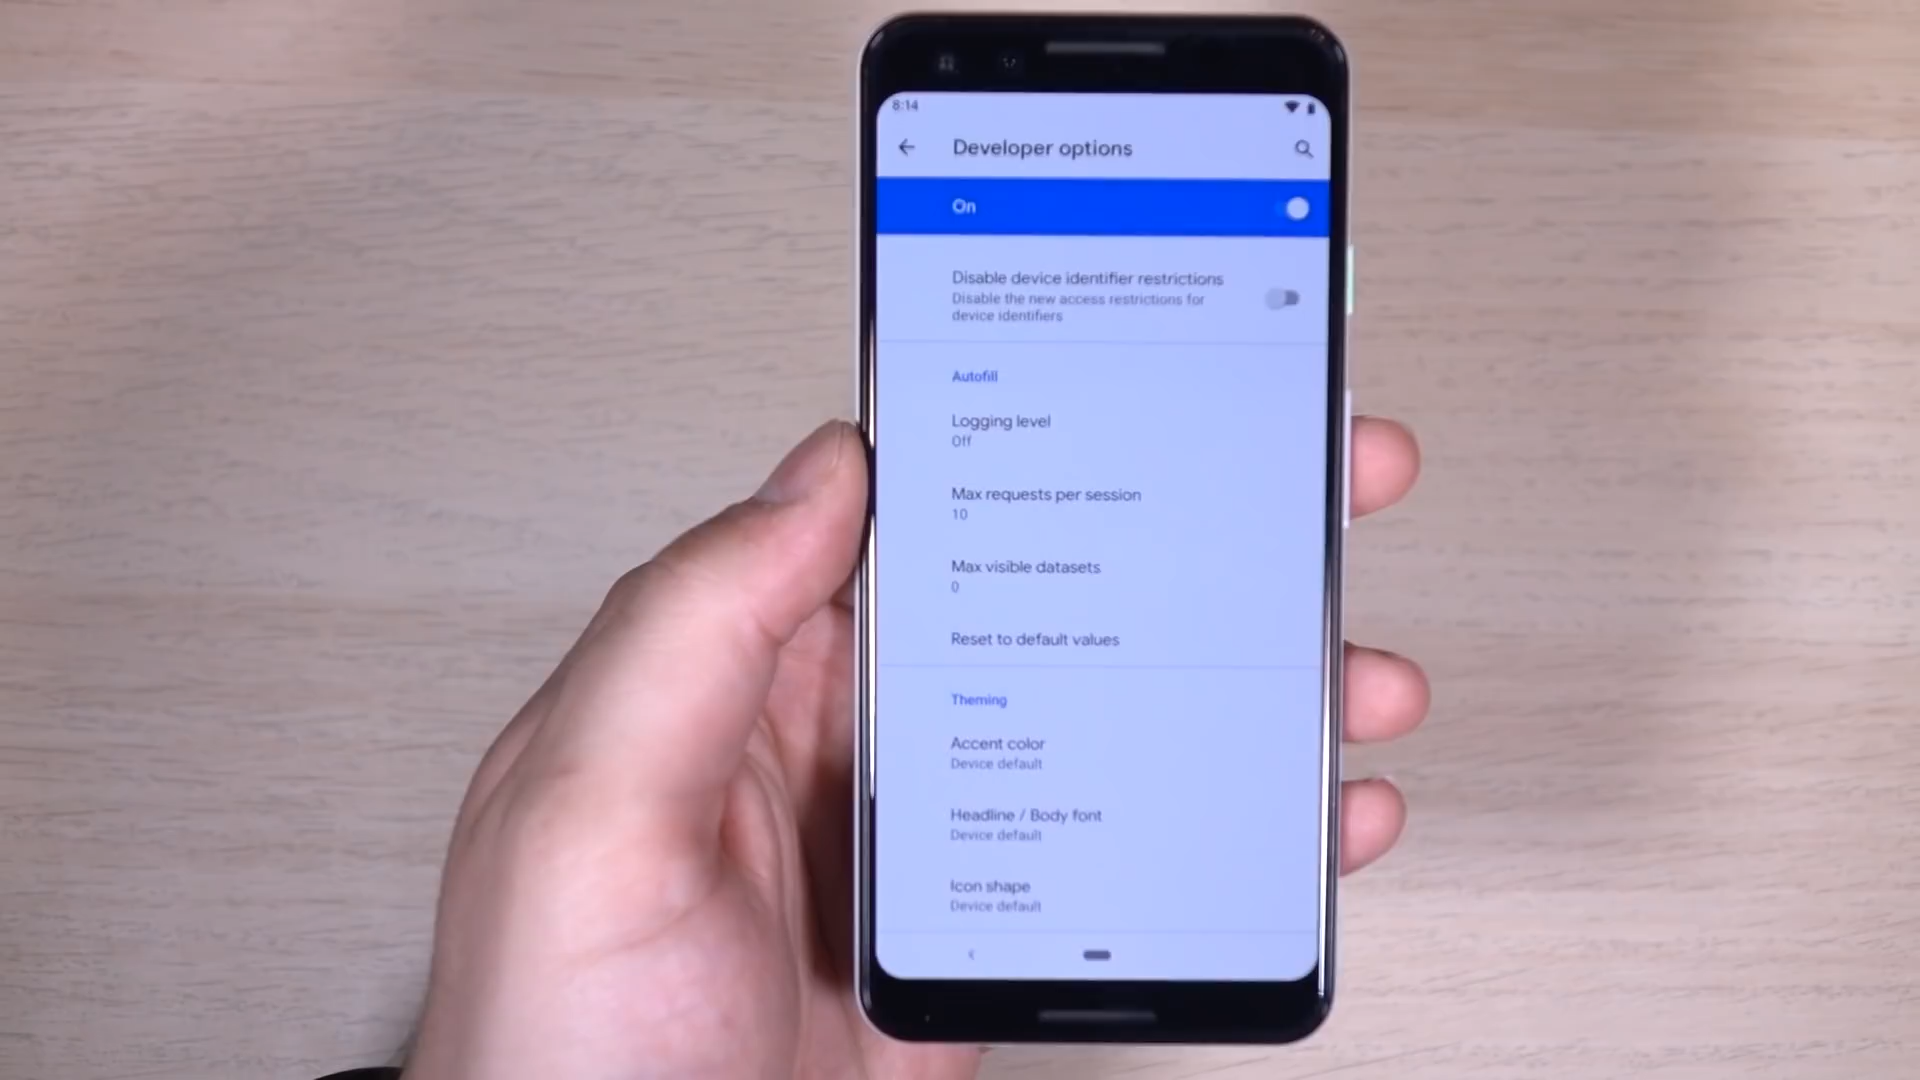 8:14
Developer options
On
Disable device identifier restrictions
Disable the new access restrictions for
device identifiers
Autofill
Logging level
Off
Max requests per session
10
Max visible datasets
0
Reset to default values
Theming
Accent color
Device default
Headline / Body font
Device default
Icon shape
Device default